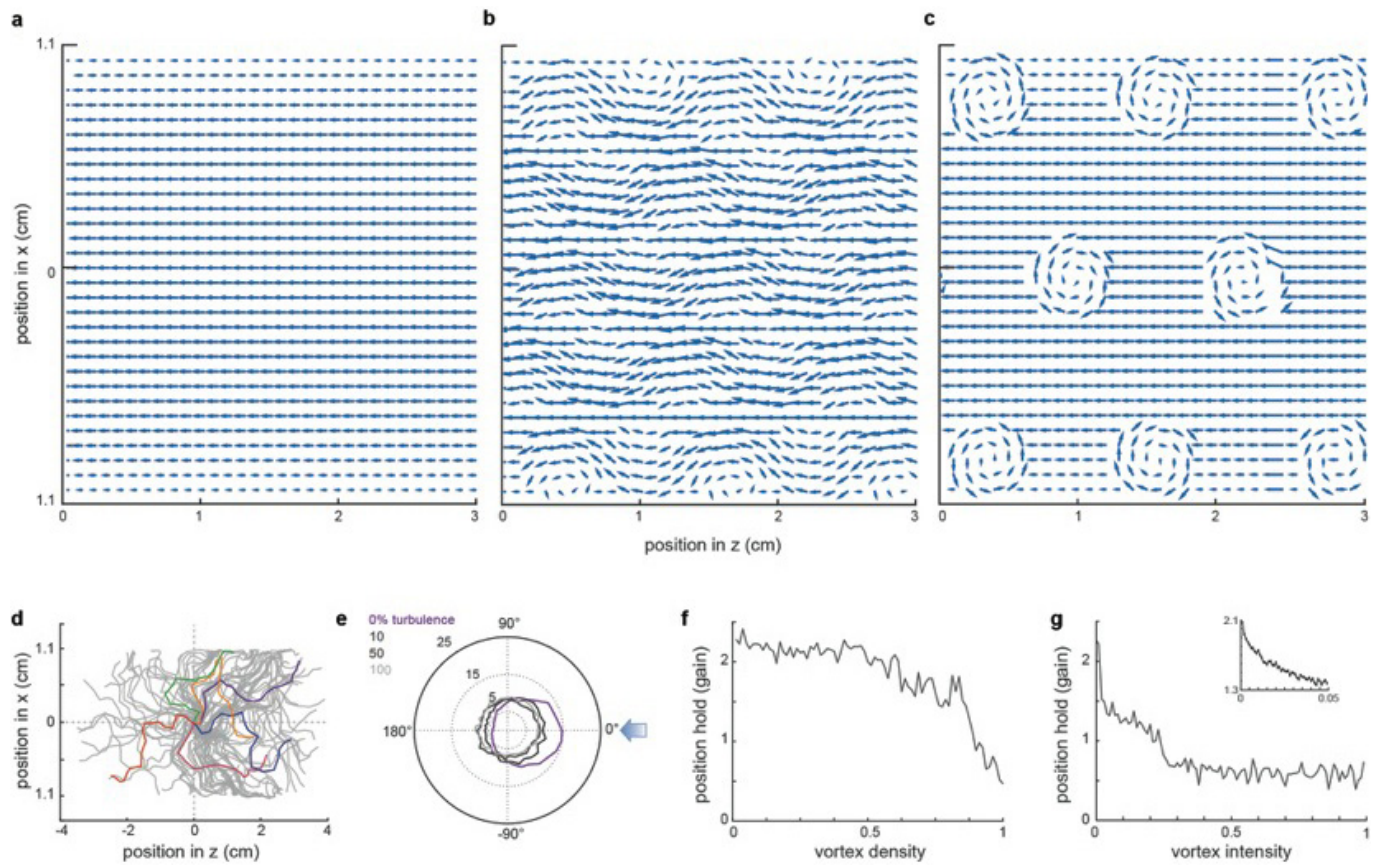 a
b
c
1.1
0
1.1
position in x (cm)
0 1 2 3
0 1 2 3
0 1 2 3
position in z (cm)
d
1.1
0
1.1
position in x (cm)
-4 -2 0 2 4
position in z (cm)
e
0% turbulence
10
50
100
90°
25
15
5
180°
0°
-90°
f
2
1
0
position hold (gain)
0 0.5 1
vortex density
g
2
1
0
position hold (gain)
0 0.5 1
vortex intensity
2.1
1.3
0 0.05